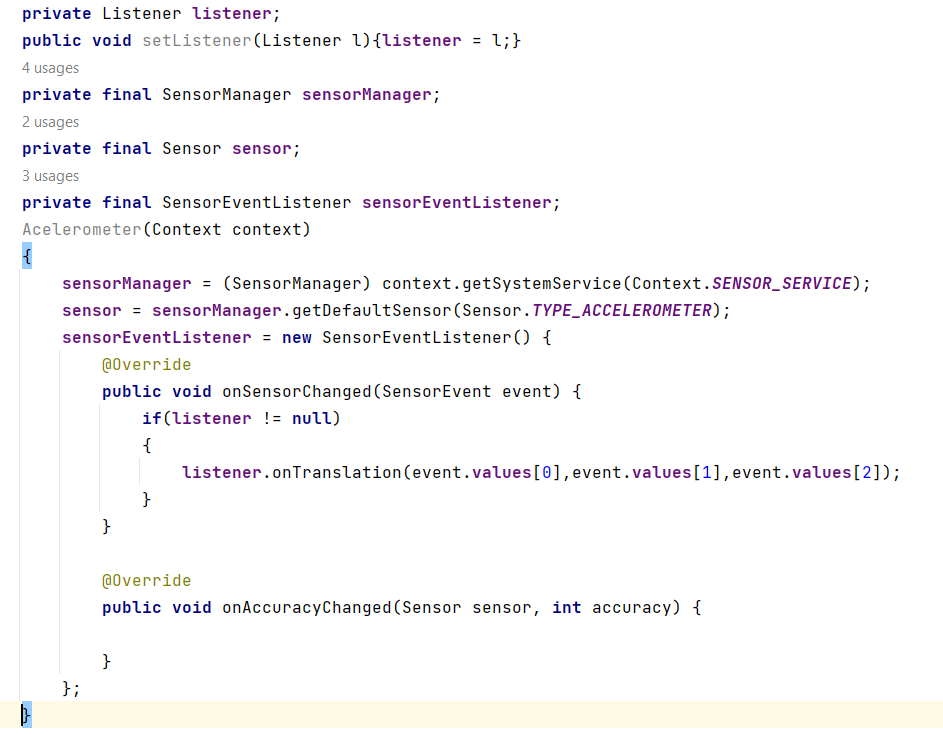 private Listener listener;
public void setListener(Listener l){listener = l;}
4 usages
private final SensorManager sensorManager;
2 usages
private final Sensor sensor;
3 usages
private final SensorEventListener sensorEventListener;
Acelerometer(Context context)
{
    sensorManager = (SensorManager) context.getSystemService(Context.SENSOR_SERVICE);
    sensor = sensorManager.getDefaultSensor(Sensor.TYPE_ACCELEROMETER);
    sensorEventListener = new SensorEventListener() {
        @Override
        public void onSensorChanged(SensorEvent event) {
            if(listener != null)
            {
                listener.onTranslation(event.values[0],event.values[1],event.values[2]);
            }
        }

        @Override
        public void onAccuracyChanged(Sensor sensor, int accuracy) {

        }
    };
}